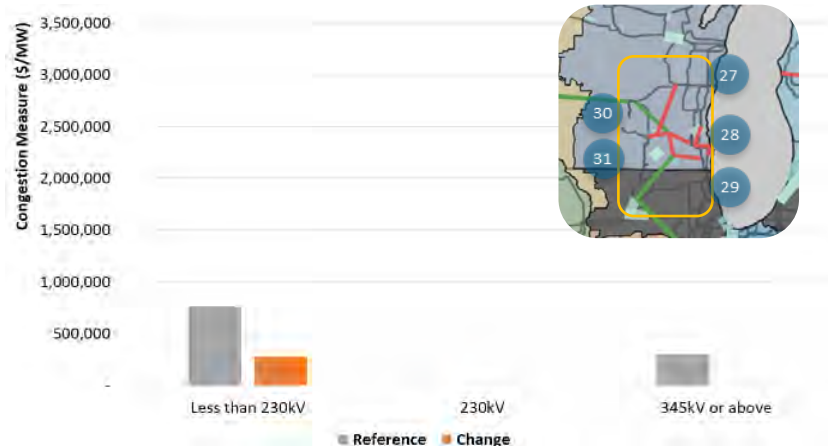 Congestion Measure ($/MW)
3,500,000
3,000,000
2,500,000
2,000,000
1,500,000
1,000,000
500,000
-
Less than 230kV
230kV
345kV or above
Reference
Change
27
30
28
31
29